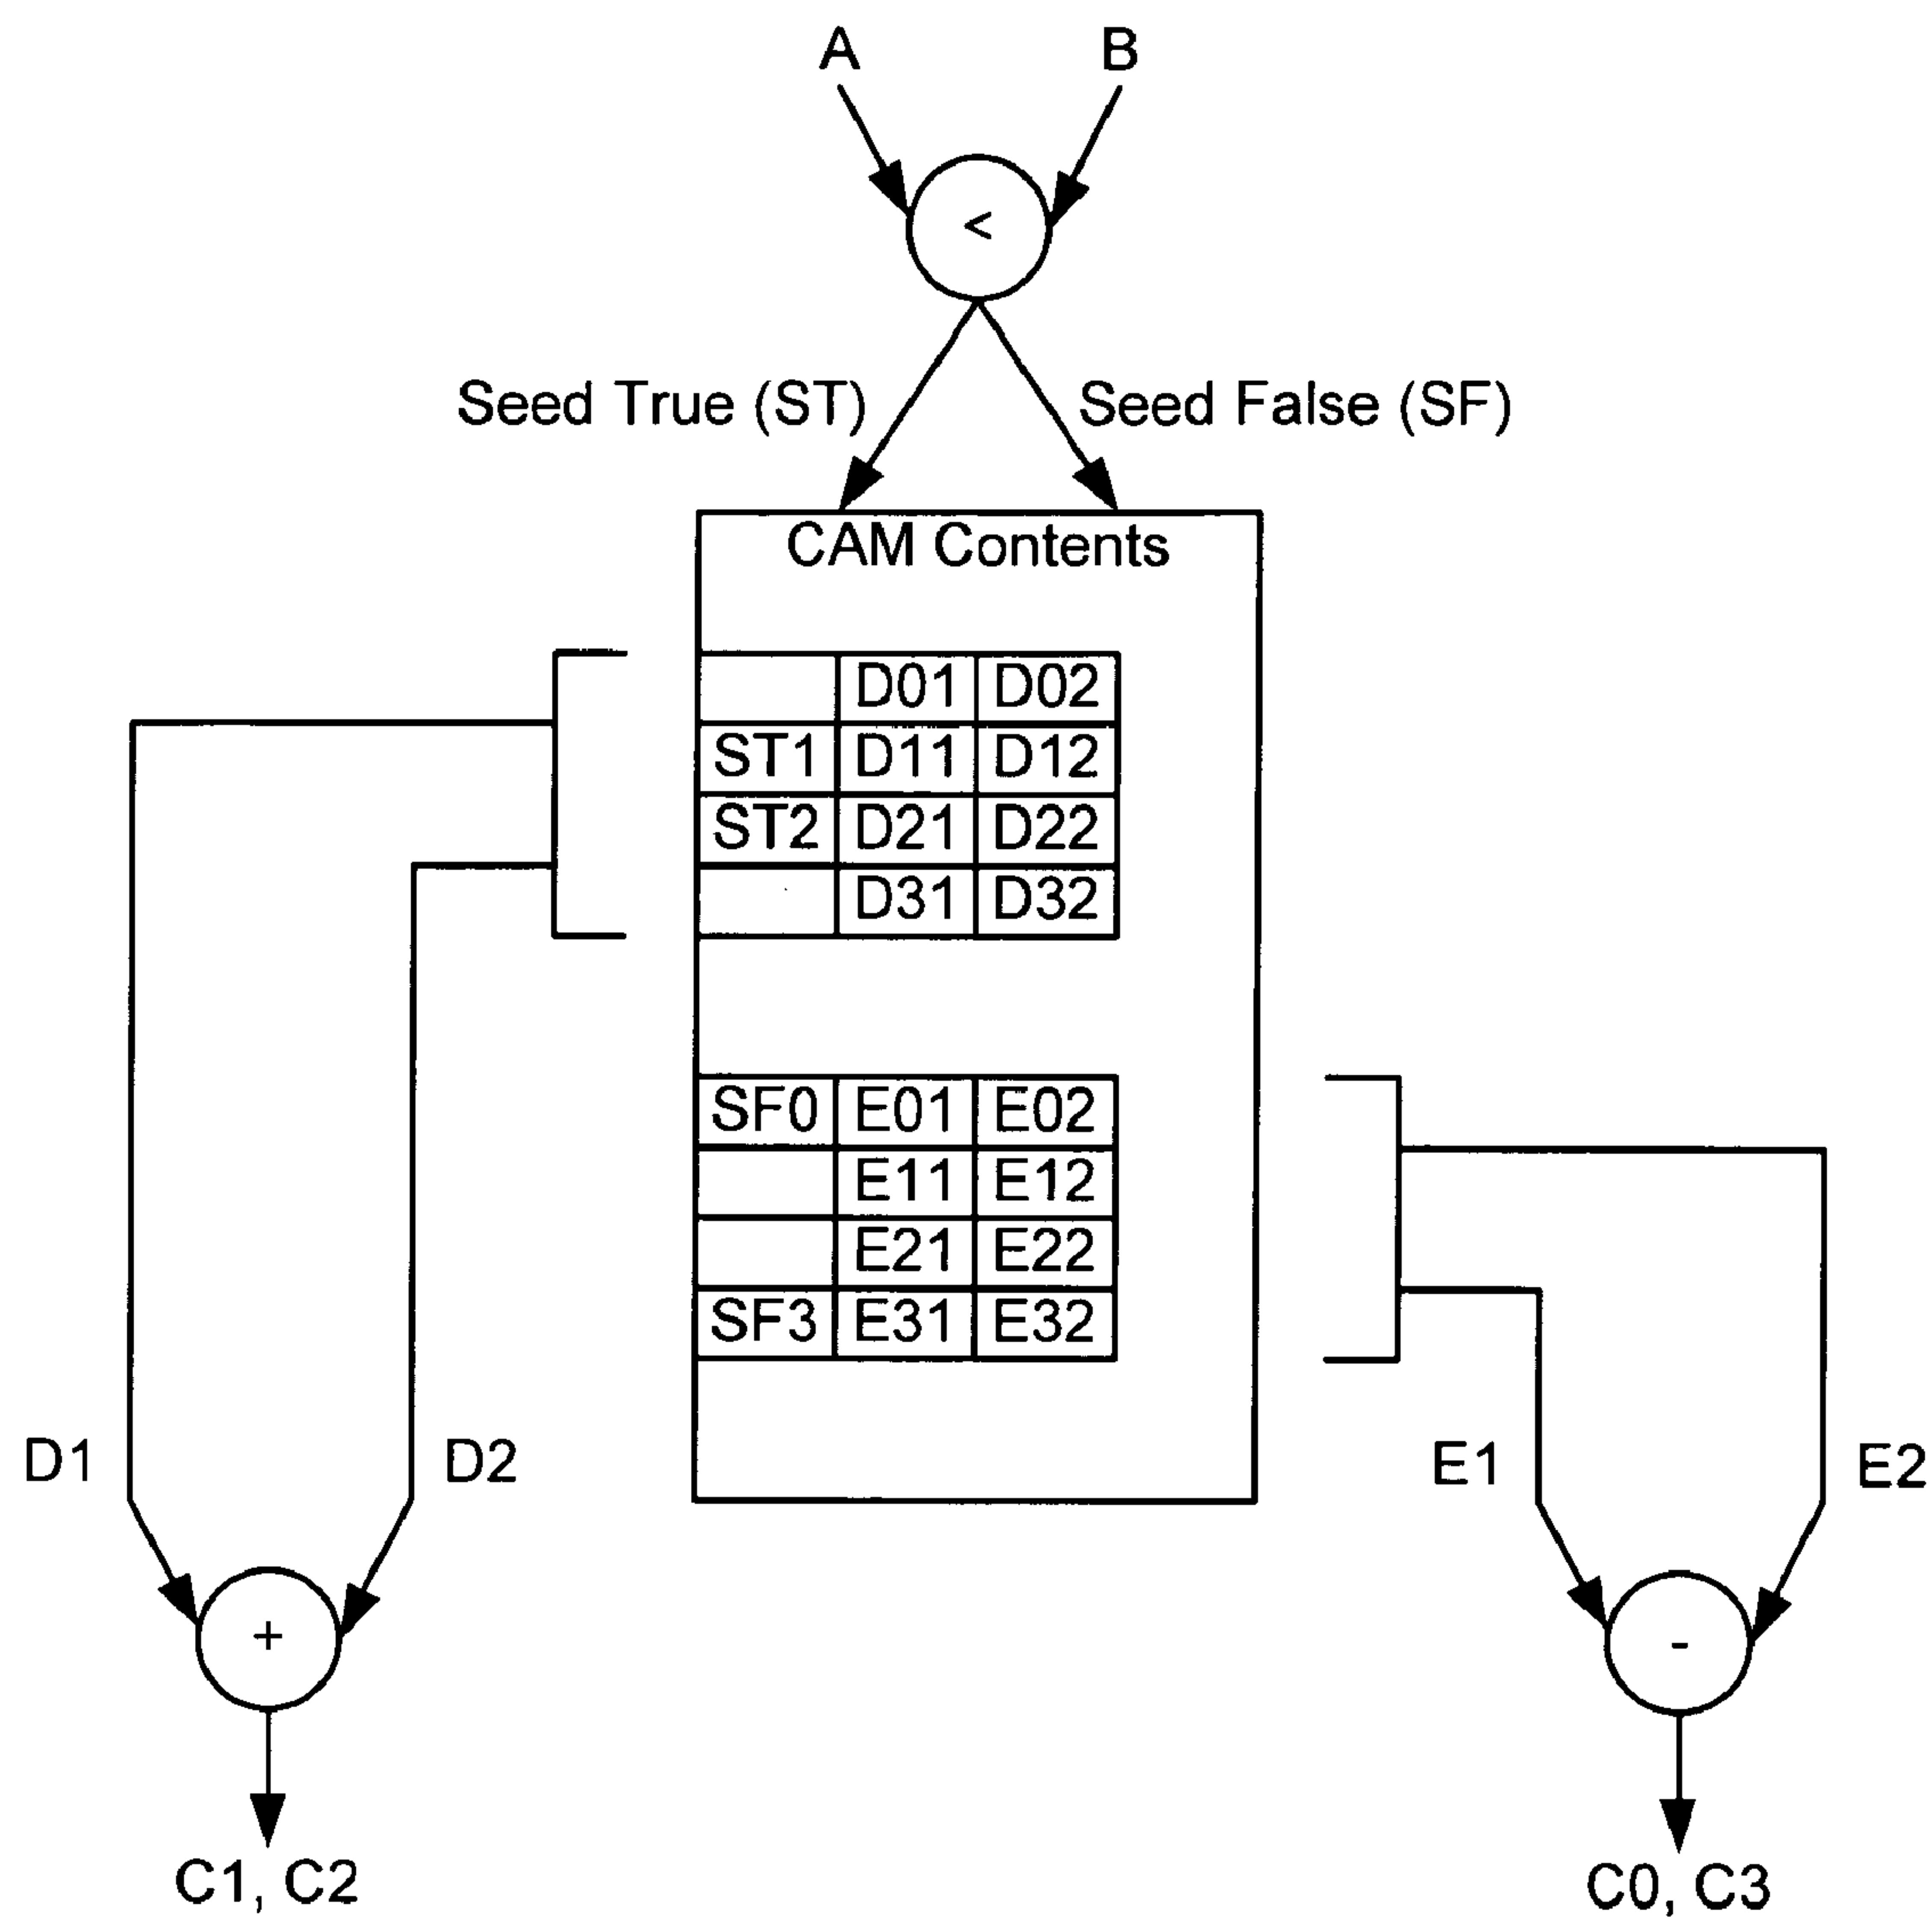 A B
<
Seed True (ST) Seed False (SF)
CAM Contents
D01 D02
ST1 D11 D12
ST2 D21 D22
D31 D32
SF0 E01 E02
E11 E12
E21 E22
SF3 E31 E32
D1 D2 E1 E2
+ -
C1, C2 C0, C3